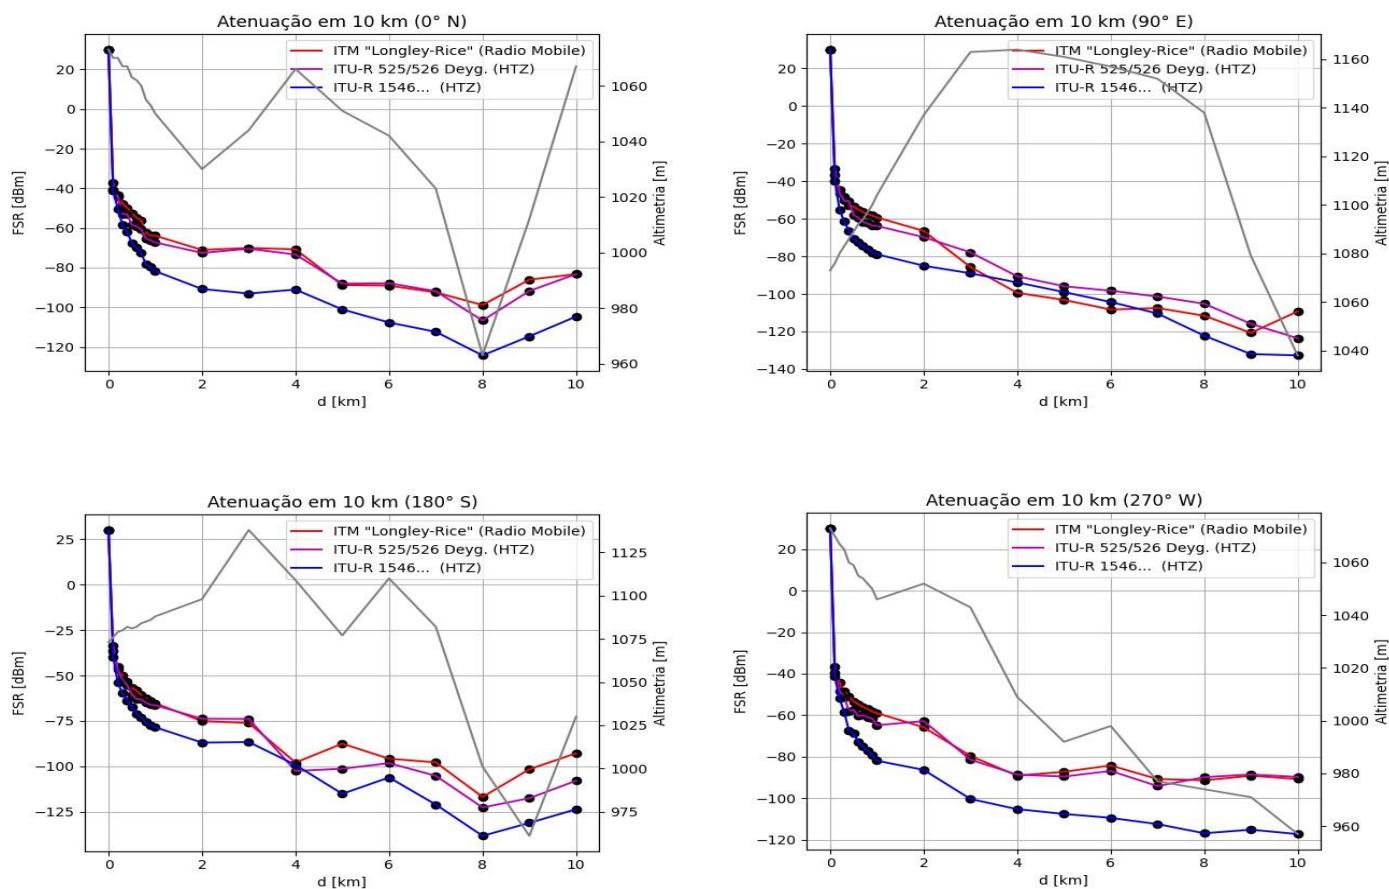 Atenuação em 10 km (0° N)
ITM "Longley-Rice" (Radio Mobile)
ITU-R 525/526 Deyg. (HTZ)
ITU-R 1546... (HTZ)
20
0
−20
−40
−60
−80
−100
−120
FSR [dBm]
1060
1040
1020
1000
980
960
Altimetria [m]
0 2 4 6 8 10
d [km]
Atenuação em 10 km (90° E)
ITM "Longley-Rice" (Radio Mobile)
ITU-R 525/526 Deyg. (HTZ)
ITU-R 1546... (HTZ)
20
0
−20
−40
−60
−80
−100
−120
−140
FSR [dBm]
1160
1140
1120
1100
1080
1060
1040
Altimetria [m]
0 2 4 6 8 10
d [km]
Atenuação em 10 km (180° S)
ITM "Longley-Rice" (Radio Mobile)
ITU-R 525/526 Deyg. (HTZ)
ITU-R 1546... (HTZ)
25
0
−25
−50
−75
−100
−125
FSR [dBm]
1125
1100
1075
1050
1025
1000
975
Altimetria [m]
0 2 4 6 8 10
d [km]
Atenuação em 10 km (270° W)
ITM "Longley-Rice" (Radio Mobile)
ITU-R 525/526 Deyg. (HTZ)
ITU-R 1546... (HTZ)
20
0
−20
−40
−60
−80
−100
−120
FSR [dBm]
1060
1040
1020
1000
980
960
Altimetria [m]
0 2 4 6 8 10
d [km]